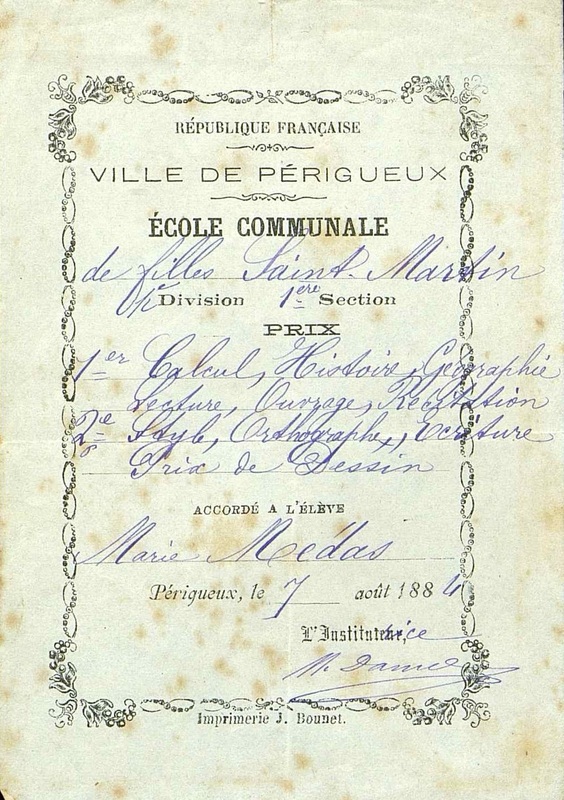 RÉPUBLIQUE FRANÇAISE
VILLE DE PÉRIGUEUX
ÉCOLE COMMUNALE
de filles Saint-Martin
Division 1ère Section
PRIX
1er Calcul, Histoire, Géographie
Lecture, Ouvrage, Récitation
2e Style, Orthographe, Ecriture
Prix de Dessin
ACCORDÉ A L'ÉLÈVE
Marie Medas
Périgueux, le 7 août 1884
L'Institutrice,
Imprimerie J. Bounet.